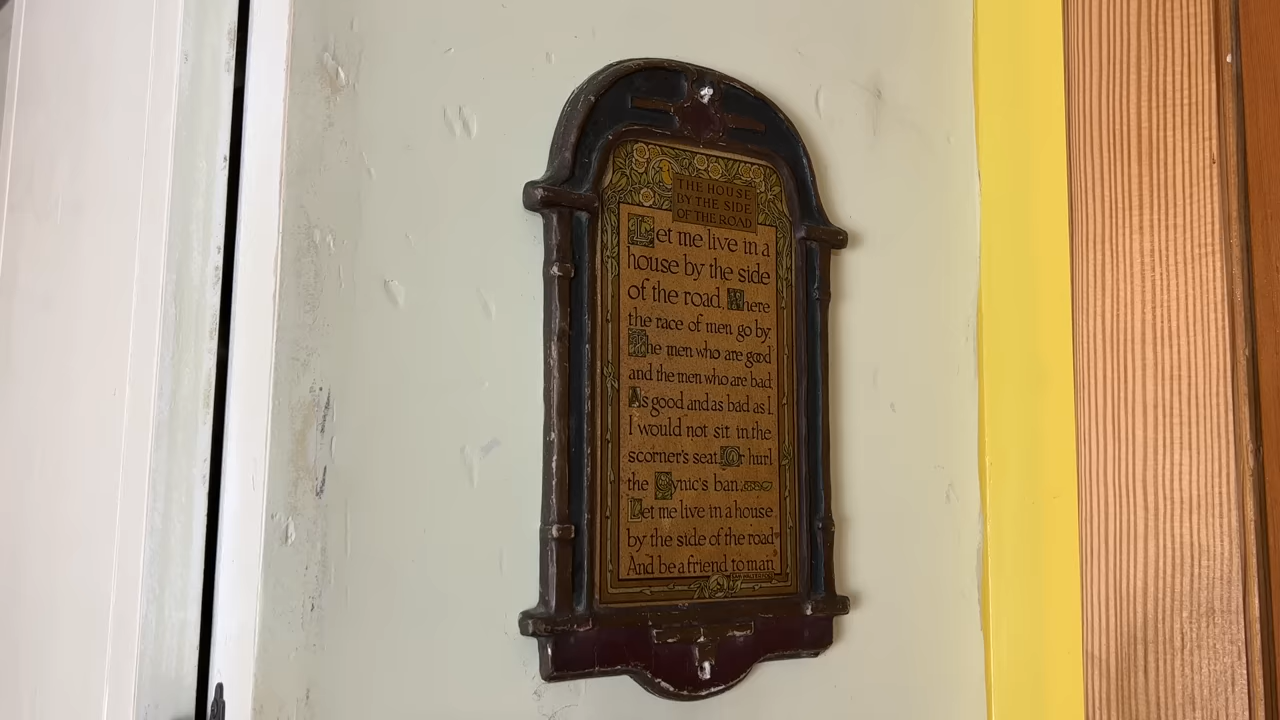 THE HOUSE
BY THE SIDE
OF THE ROAD
Let me live in a
house by the side
of the road, Where
the race of men go by.
The men who are good
and the men who are bad,
As good and as bad as I.
I would not sit in the
scorner's seat, Or hurl
the Cynic's ban,
Let me live in a house
by the side of the road
And be a friend to man